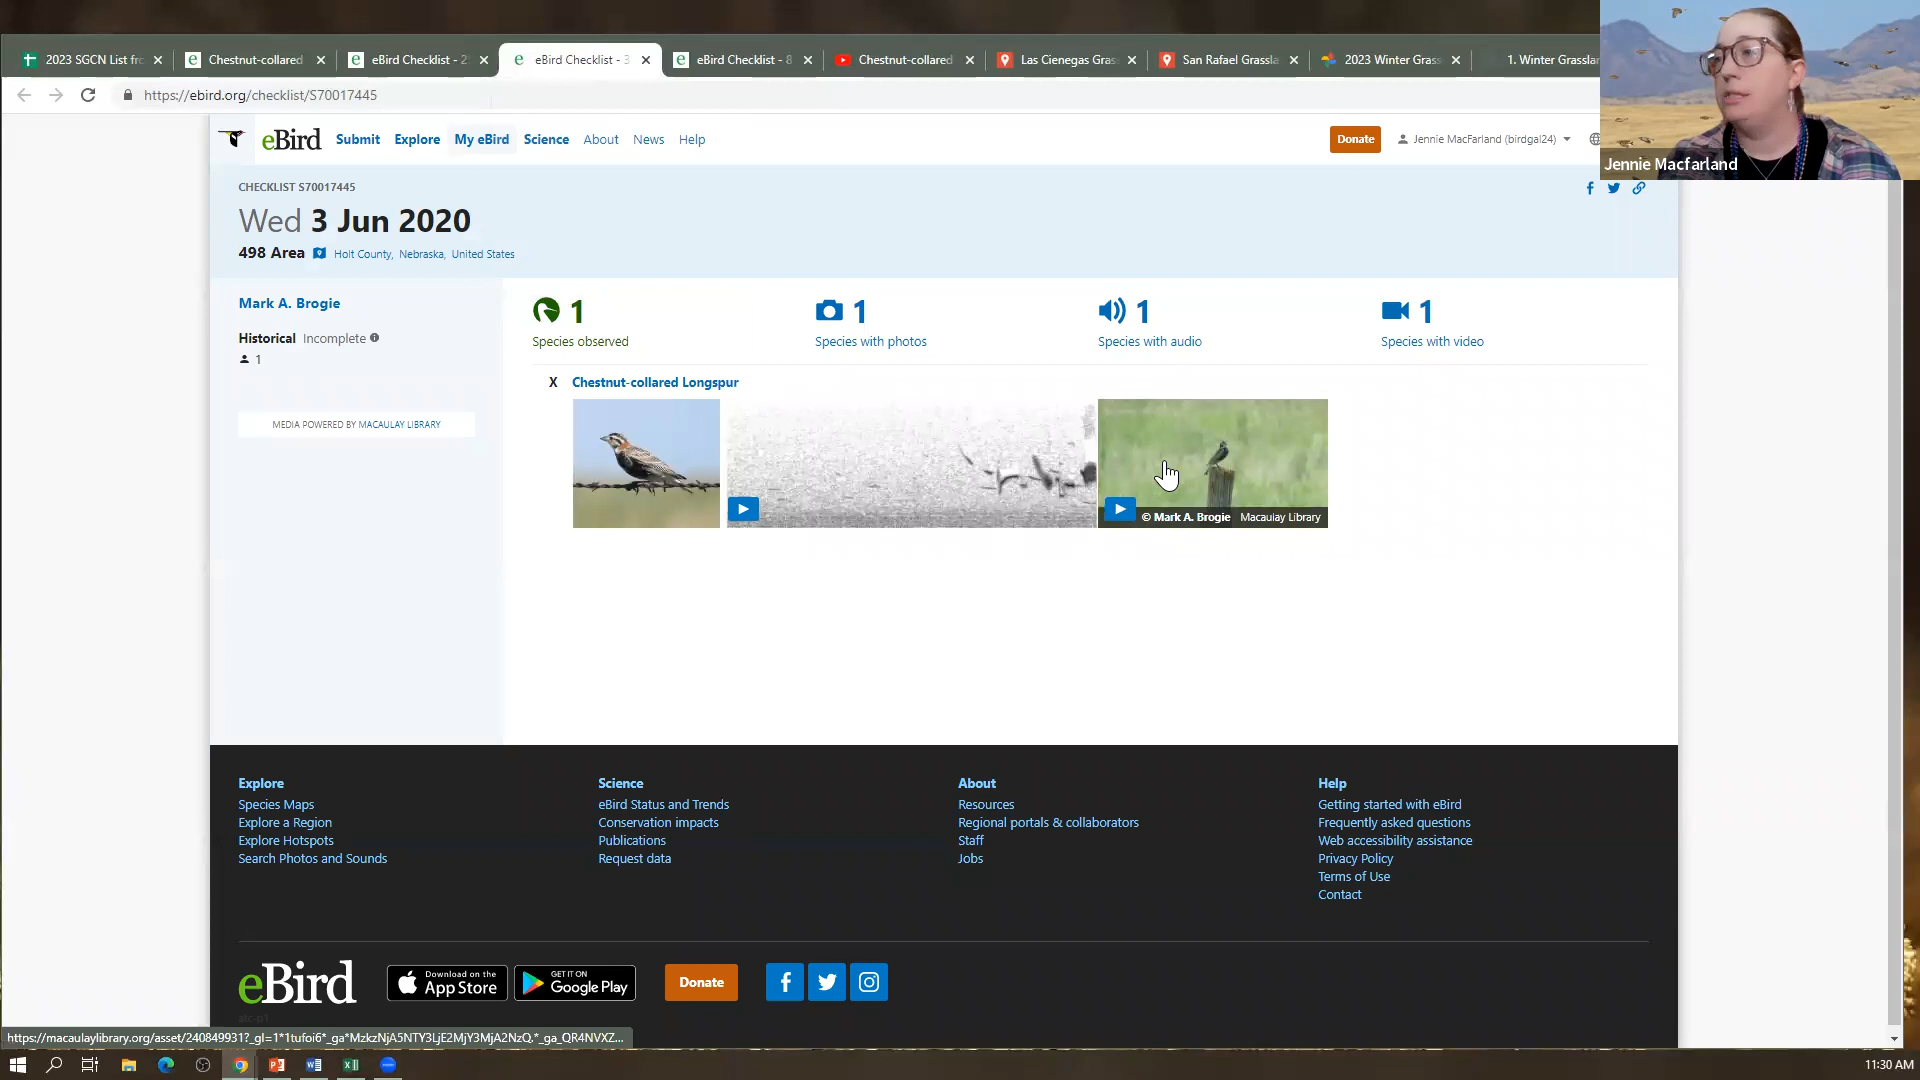 2023 SGCN List fr
Chestnut-collared
eBird Checklist - 2
eBird Checklist - 3
eBird Checklist - 8
Chestnut-collared
Las Cienegas Gras
San Rafael Grassla
2023 Winter Grass
1. Winter Grasslan
https://ebird.org/checklist/S70017445
eBird Submit Explore My eBird Science About News Help
Donate
Jennie MacFarland (birdgal24)
Jennie Macfarland
CHECKLIST S70017445
Wed 3 Jun 2020
498 Area Holt County, Nebraska, United States
Mark A. Brogie
Historical Incomplete
1
MEDIA POWERED BY MACAULAY LIBRARY
1
Species observed
1
Species with photos
1
Species with audio
1
Species with video
X Chestnut-collared Longspur
© Mark A. Brogie Macaulay Library
Explore
Species Maps
Explore a Region
Explore Hotspots
Search Photos and Sounds
Science
eBird Status and Trends
Conservation impacts
Publications
Request data
About
Resources
Regional portals & collaborators
Staff
Jobs
Help
Getting started with eBird
Frequently asked questions
Web accessibility assistance
Privacy Policy
Terms of Use
Contact
eBird
Download on the
App Store
GET IT ON
Google Play
Donate
atc-p1
11:30 AM